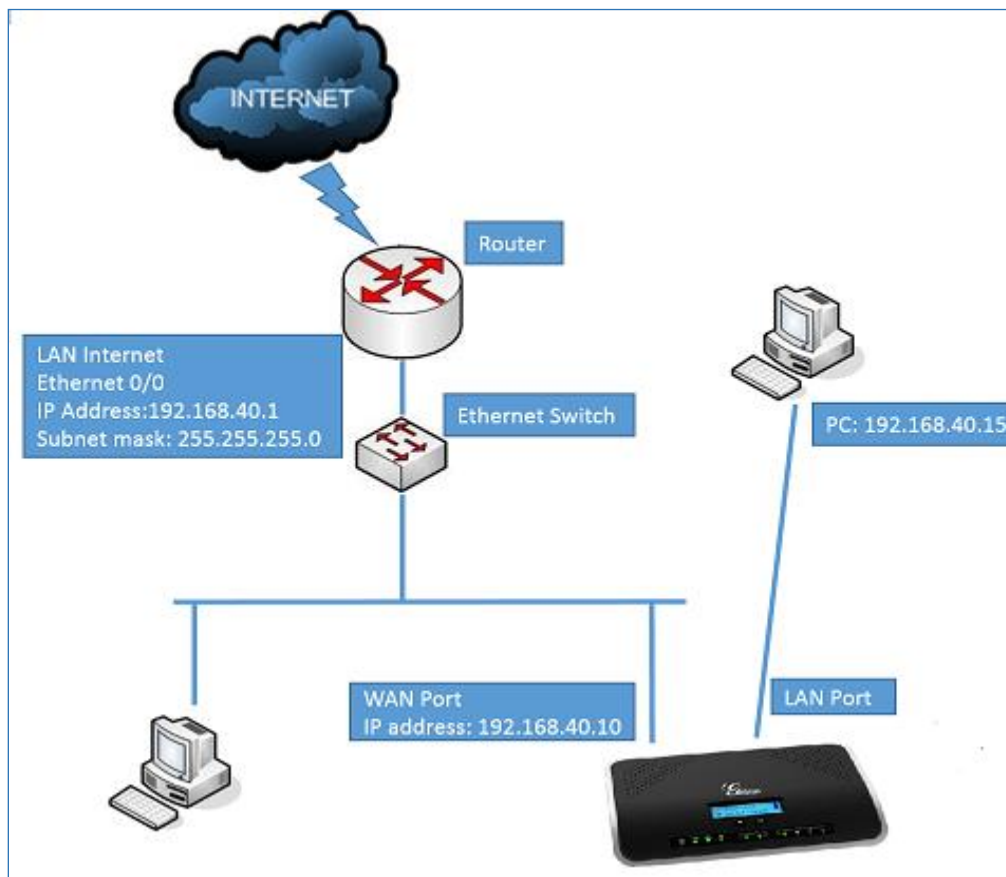 INTERNET
Router
LAN Internet
Ethernet 0/0
IP Address:192.168.40.1
Subnet mask: 255.255.255.0
Ethernet Switch
PC: 192.168.40.15
WAN Port
IP address: 192.168.40.10
LAN Port